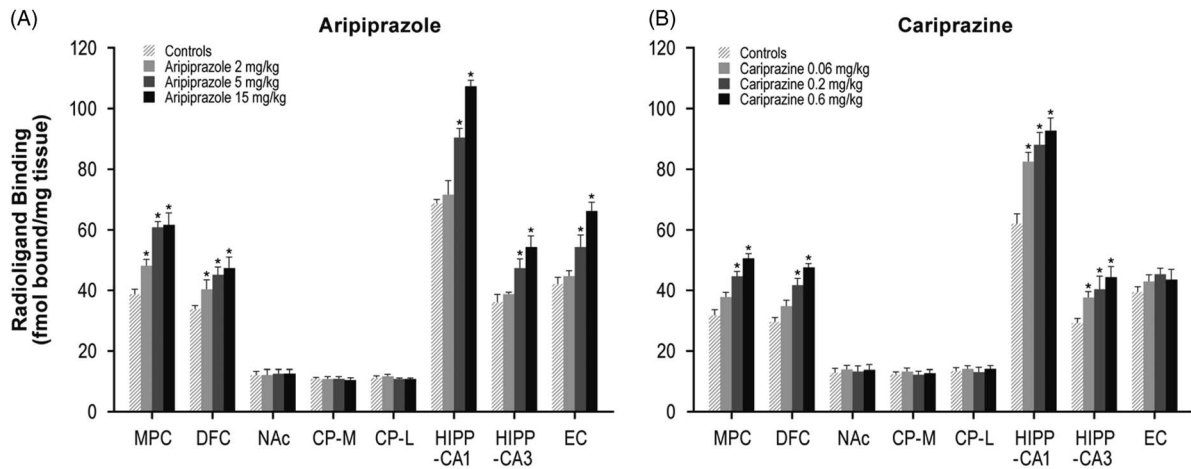 (A)
Aripiprazole
Radioligand Binding
(fmol bound/mg tissue)
120
100
80
60
40
20
0
Controls
Aripiprazole 2 mg/kg
Aripiprazole 5 mg/kg
Aripiprazole 15 mg/kg
* * * * * * * * * * * *
MPC DFC NAc CP-M CP-L HIPP HIPP EC
-CA1 -CA3
(B)
Cariprazine
120
100
80
60
40
20
0
Controls
Cariprazine 0.06 mg/kg
Cariprazine 0.2 mg/kg
Cariprazine 0.6 mg/kg
* * * * * * * * * *
MPC DFC NAc CP-M CP-L HIPP HIPP EC
-CA1 -CA3